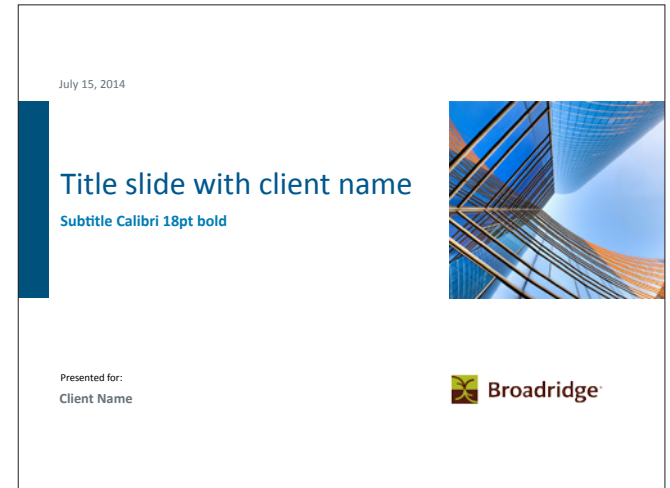 July 15, 2014
Title slide with client name
Subtitle Calibri 18pt bold
Presented for:
Client Name
Broadridge